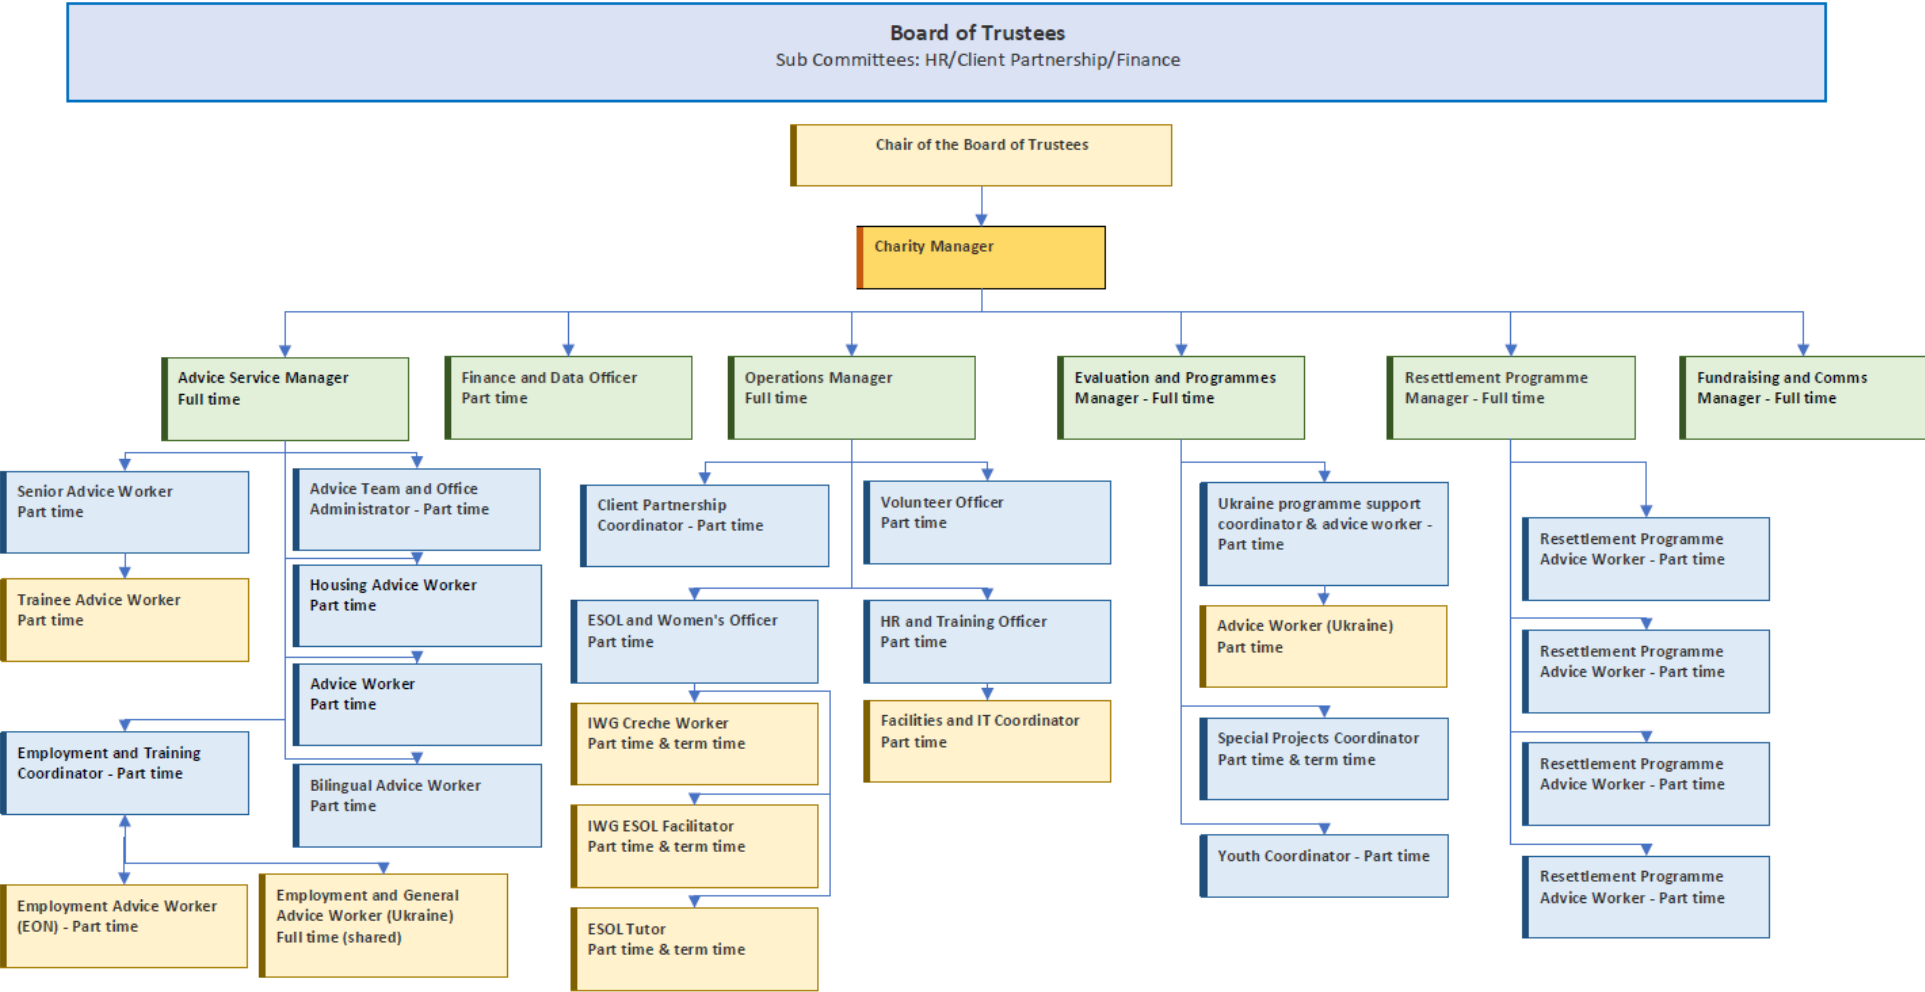 Board of Trustees
Sub Committees: HR/Client Partnership/Finance
Chair of the Board of Trustees
Charity Manager
Advice Service Manager
Full time
Finance and Data Officer
Part time
Operations Manager
Full time
Evaluation and Programmes
Manager - Full time
Resettlement Programme
Manager - Full time
Fundraising and Comms
Manager - Full time
Senior Advice Worker
Part time
Trainee Advice Worker
Part time
Employment and Training
Coordinator - Part time
Employment Advice Worker
(EON) - Part time
Employment and General
Advice Worker (Ukraine)
Full time (shared)
Advice Team and Office
Administrator - Part time
Housing Advice Worker
Part time
Advice Worker
Part time
Bilingual Advice Worker
Part time
Client Partnership
Coordinator - Part time
Volunteer Officer
Part time
ESOL and Women's Officer
Part time
IWG Creche Worker
Part time & term time
IWG ESOL Facilitator
Part time & term time
ESOL Tutor
Part time & term time
HR and Training Officer
Part time
Facilities and IT Coordinator
Part time
Ukraine programme support
coordinator & advice worker -
Part time
Advice Worker (Ukraine)
Part time
Special Projects Coordinator
Part time & term time
Youth Coordinator - Part time
Resettlement Programme
Advice Worker - Part time
Resettlement Programme
Advice Worker - Part time
Resettlement Programme
Advice Worker - Part time
Resettlement Programme
Advice Worker - Part time